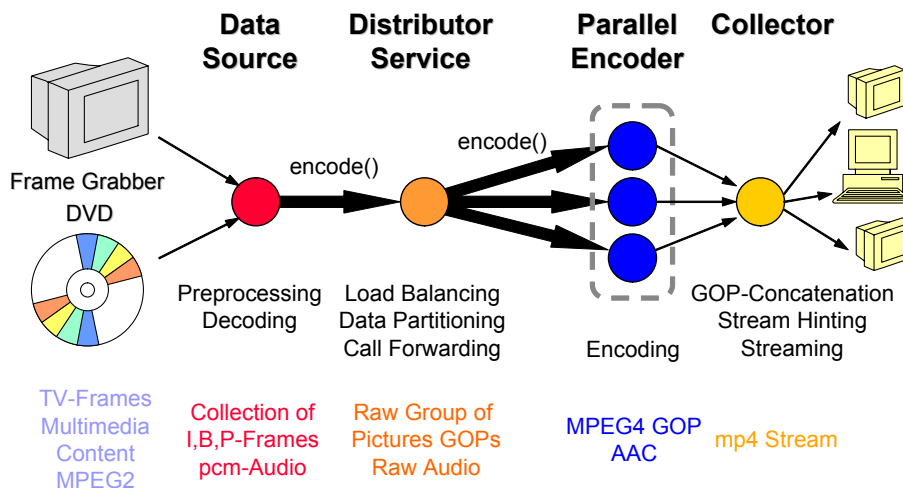 Data
Source
Distributor
Service
Parallel
Encoder
Collector
encode()
encode()
Frame Grabber
DVD
Preprocessing
Decoding
Load Balancing
Data Partitioning
Call Forwarding
Encoding
GOP-Concatenation
Stream Hinting
Streaming
TV-Frames
Multimedia
Content
MPEG2
Collection of
I,B,P-Frames
pcm-Audio
Raw Group of
Pictures GOPs
Raw Audio
MPEG4 GOP
AAC
mp4 Stream